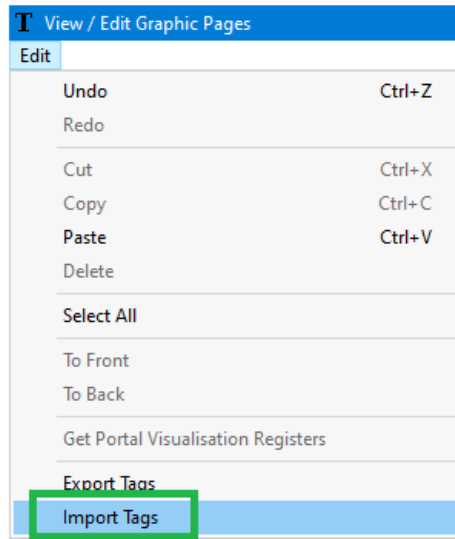 T View / Edit Graphic Pages
Edit
Undo Ctrl+Z
Redo
Cut Ctrl+X
Copy Ctrl+C
Paste Ctrl+V
Delete
Select All
To Front
To Back
Get Portal Visualisation Registers
Export Tags
Import Tags